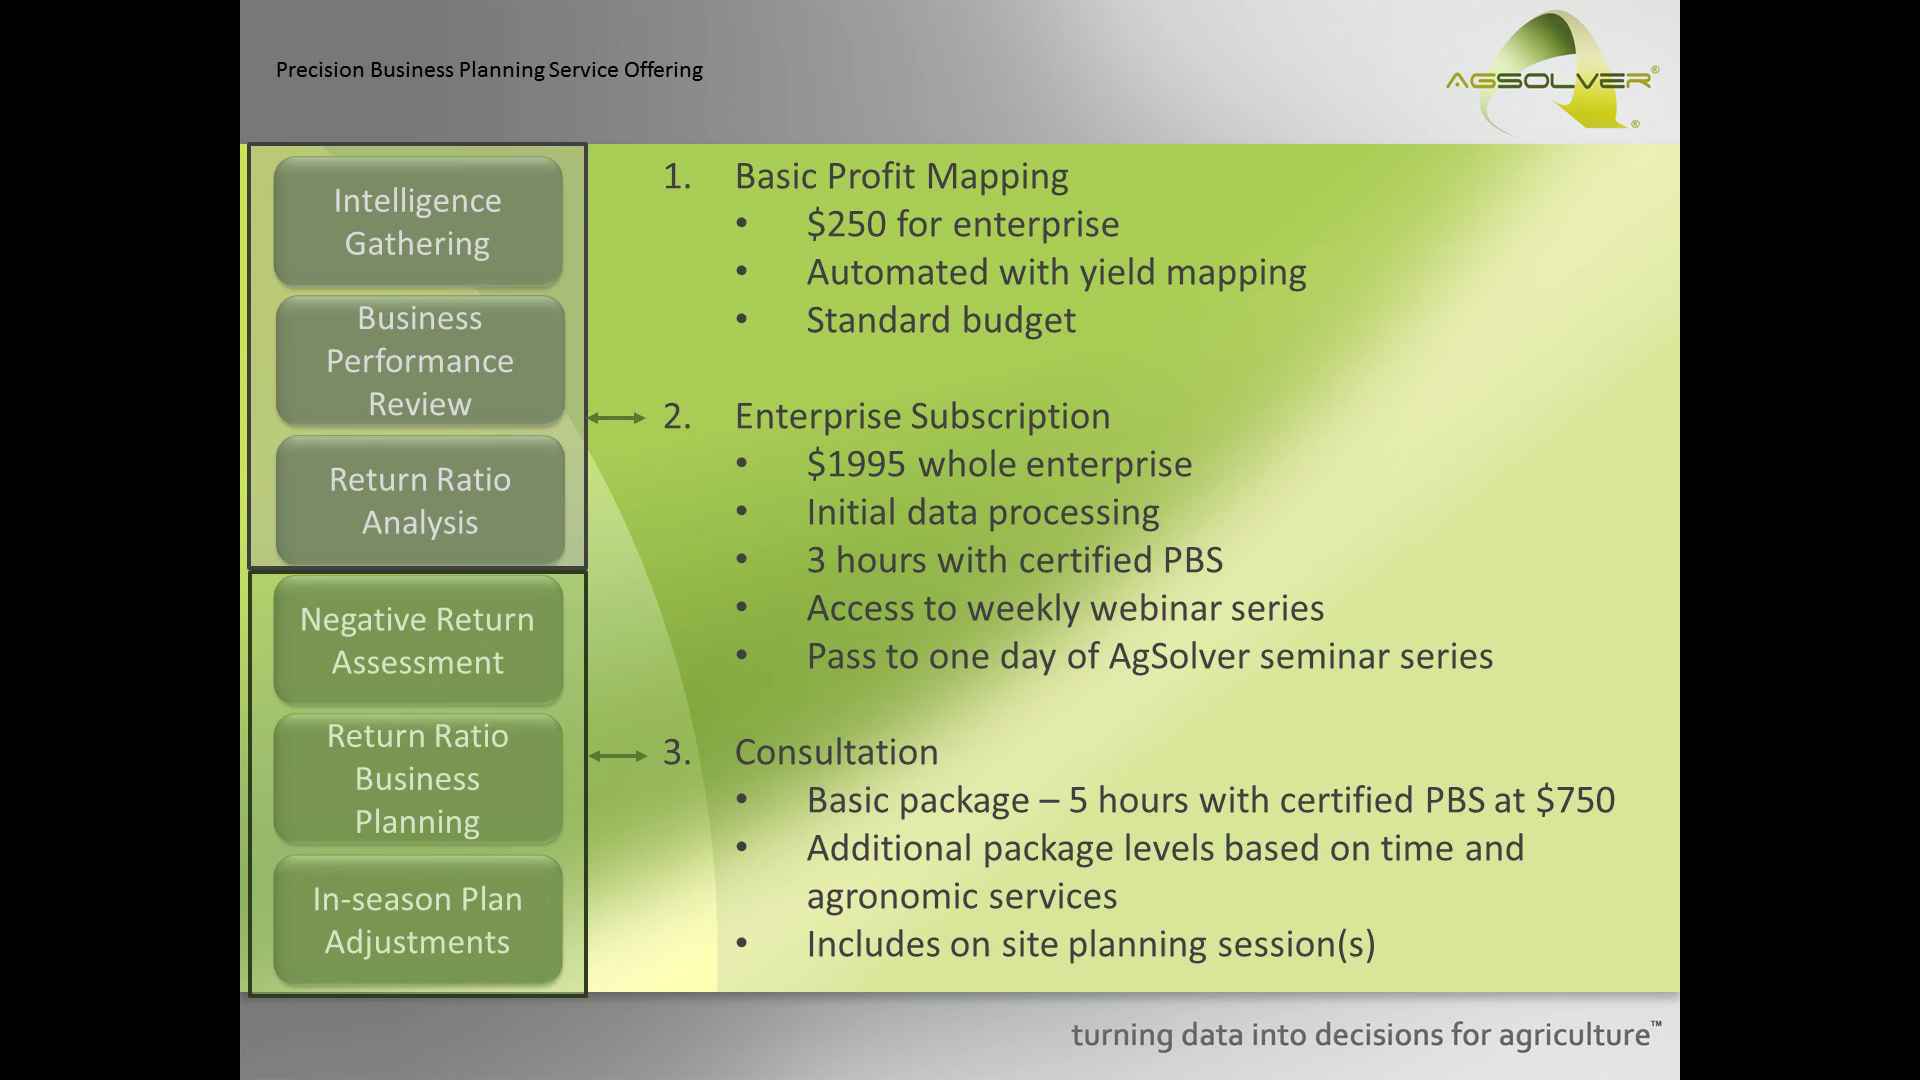 Precision Business Planning Service Offering
AGSOLVER®
®
Intelligence
Gathering
Business
Performance
Review
Return Ratio
Analysis
Negative Return
Assessment
Return Ratio
Business
Planning
In-season Plan
Adjustments
1. Basic Profit Mapping
• $250 for enterprise
• Automated with yield mapping
• Standard budget
2. Enterprise Subscription
• $1995 whole enterprise
• Initial data processing
• 3 hours with certified PBS
• Access to weekly webinar series
• Pass to one day of AgSolver seminar series
3. Consultation
• Basic package – 5 hours with certified PBS at $750
• Additional package levels based on time and
agronomic services
• Includes on site planning session(s)
turning data into decisions for agriculture™